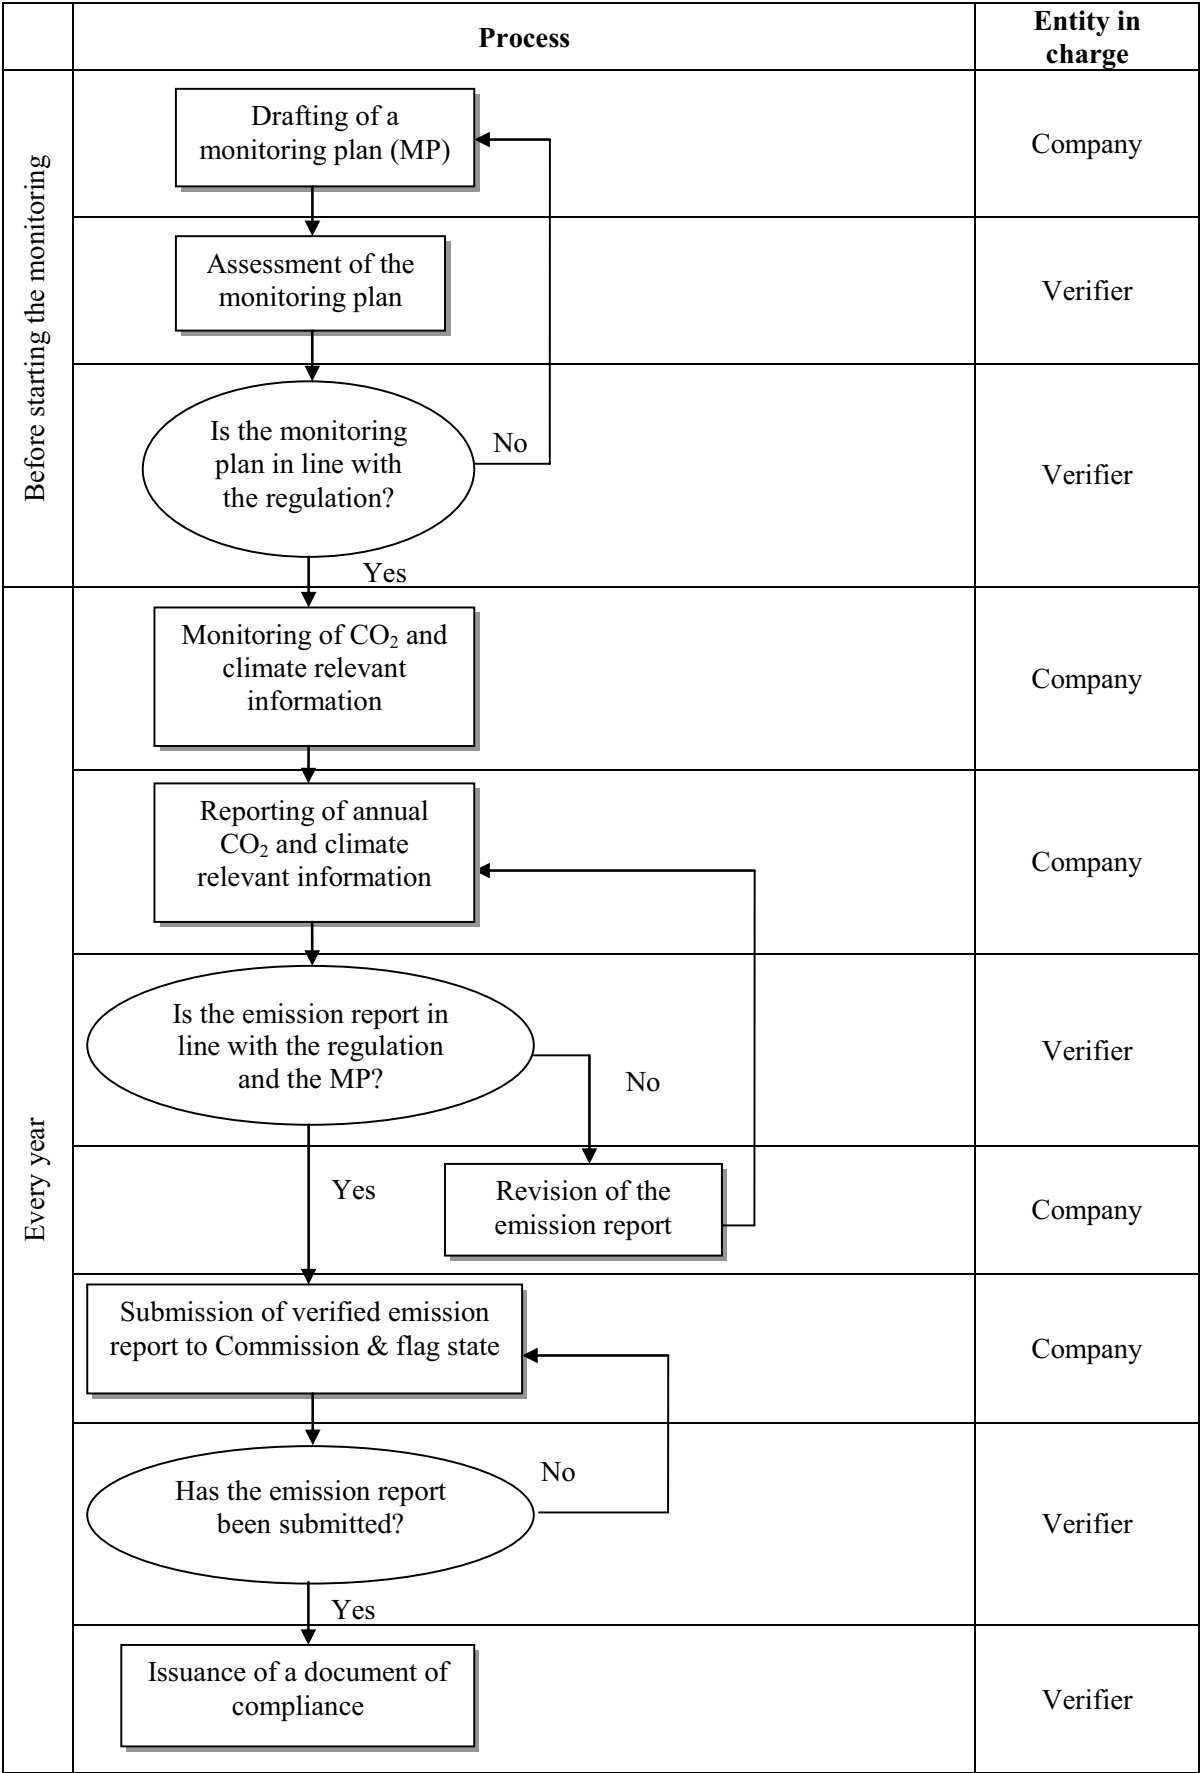 Process
Entity in
charge
Before starting the monitoring
Drafting of a
monitoring plan (MP)
Company
Assessment of the
monitoring plan
Verifier
Is the monitoring
plan in line with
the regulation?
No
Verifier
Yes
Every year
Monitoring of CO₂ and
climate relevant
information
Company
Reporting of annual
CO₂ and climate
relevant information
Company
Is the emission report in
line with the regulation
and the MP?
No
Verifier
Yes
Revision of the
emission report
Company
Submission of verified emission
report to Commission & flag state
Company
Has the emission report
been submitted?
No
Verifier
Yes
Issuance of a document of
compliance
Verifier